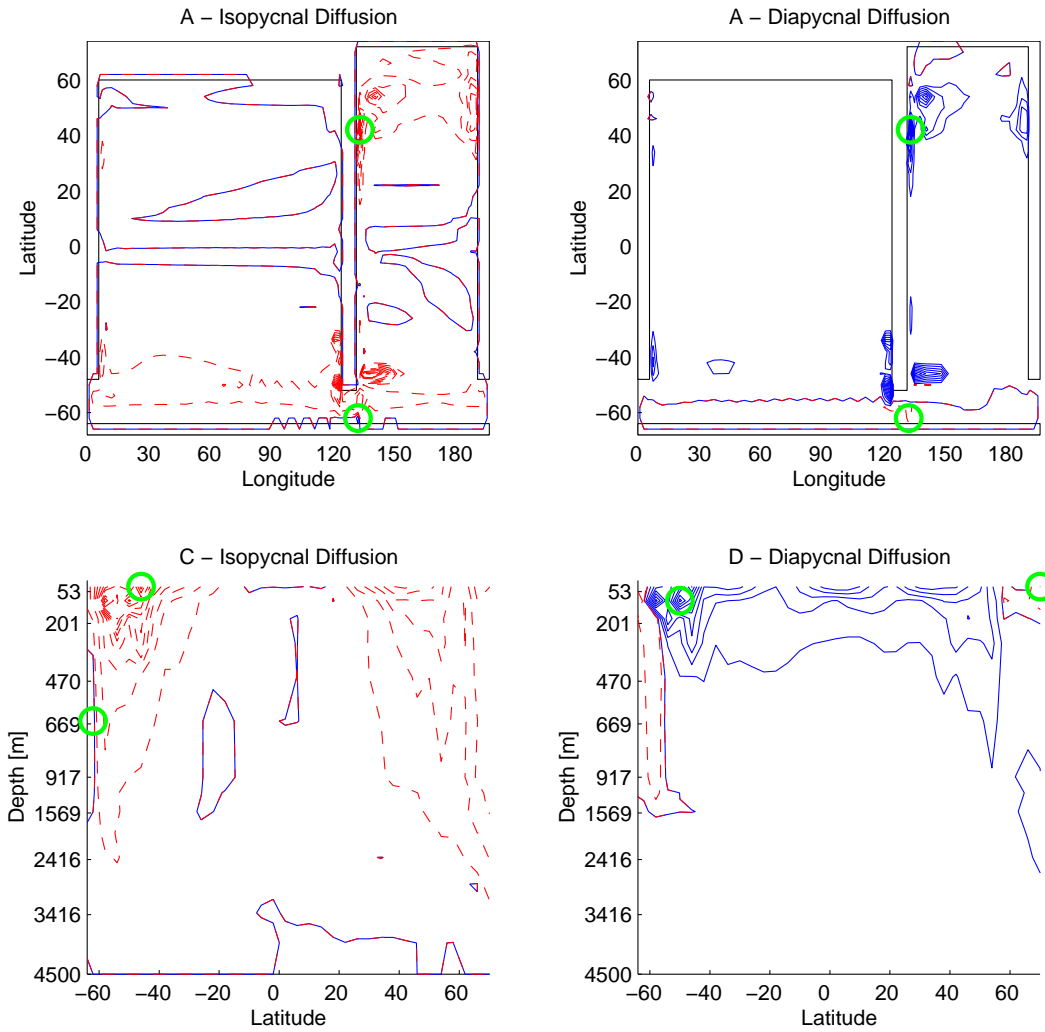 A − Isopycnal Diffusion
A − Diapycnal Diffusion
60
40
20
0
−20
−40
−60
Latitude
0 30 60 90 120 150 180
Longitude
60
40
20
0
−20
−40
−60
Latitude
0 30 60 90 120 150 180
Longitude
C − Isopycnal Diffusion
D − Diapycnal Diffusion
53
201
470
669
917
1569
2416
3416
4500
Depth [m]
−60 −40 −20 0 20 40 60
Latitude
53
201
470
669
917
1569
2416
3416
4500
Depth [m]
−60 −40 −20 0 20 40 60
Latitude